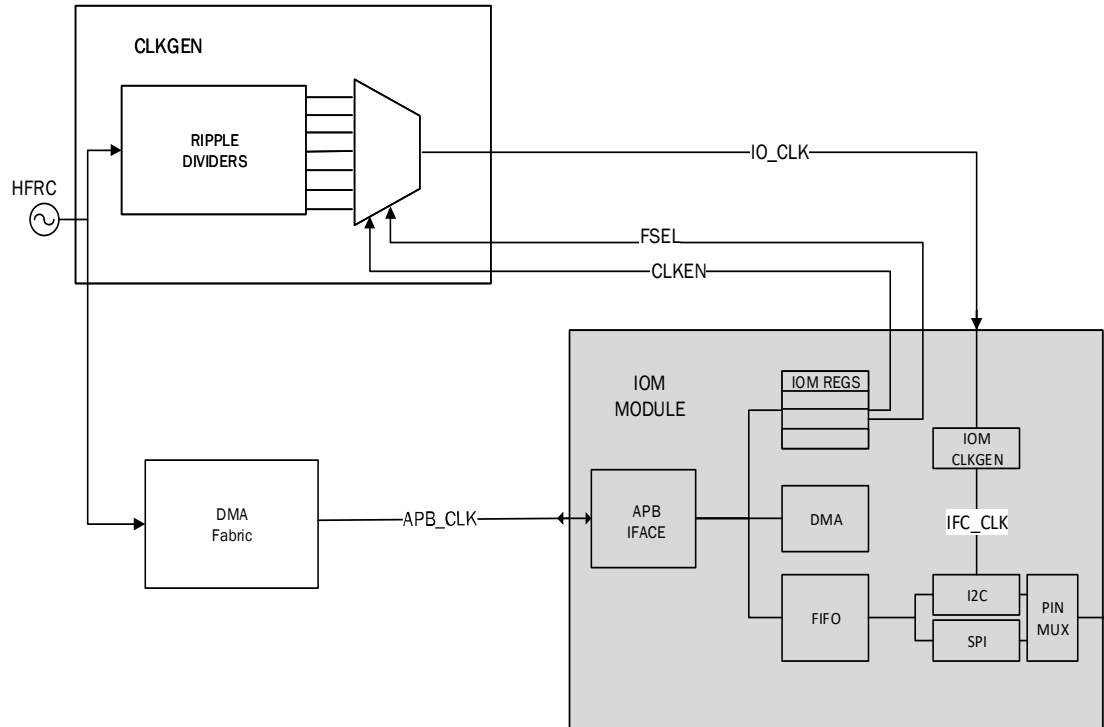 CLKGEN
RIPPLE
DIVIDERS
IO_CLK
HFRC
FSEL
CLKEN
IOM
MODULE
IOM REGS
IOM
CLKGEN
DMA
Fabric
APB_CLK
APB
IFACE
DMA
IFC_CLK
FIFO
I2C
SPI
PIN
MUX